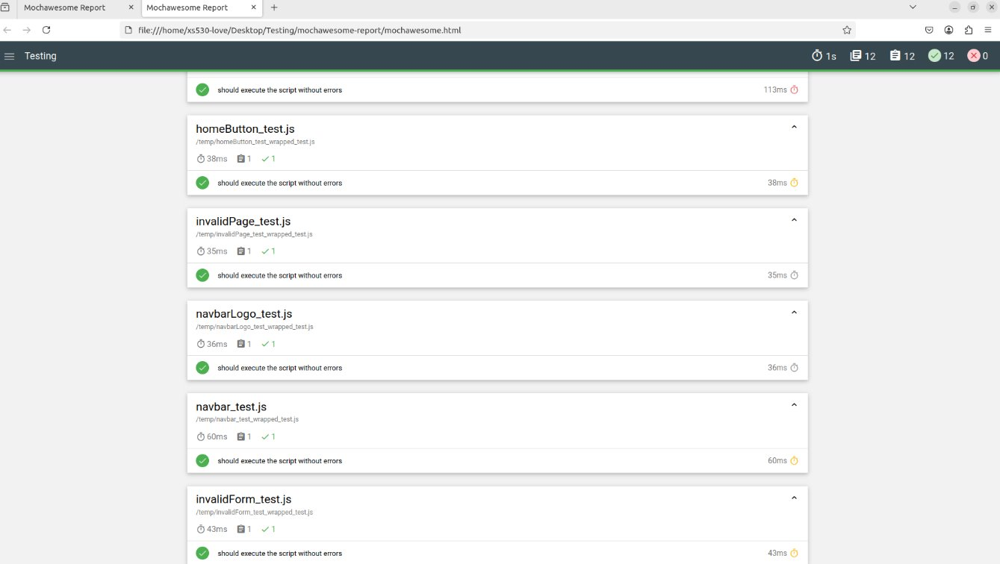 Mochawesome Report
Mochawesome Report
file:///home/xs530-love/Desktop/Testing/mochawesome-report/mochawesome.html
Testing 1s 12 12 12 0
should execute the script without errors 113ms
homeButton_test.js
/temp/homeButton_test_wrapped_test.js
38ms 1 1
should execute the script without errors 38ms
invalidPage_test.js
/temp/invalidPage_test_wrapped_test.js
35ms 1 1
should execute the script without errors 35ms
navbarLogo_test.js
/temp/navbarLogo_test_wrapped_test.js
36ms 1 1
should execute the script without errors 36ms
navbar_test.js
/temp/navbar_test_wrapped_test.js
60ms 1 1
should execute the script without errors 60ms
invalidForm_test.js
/temp/invalidForm_test_wrapped_test.js
43ms 1 1
should execute the script without errors 43ms